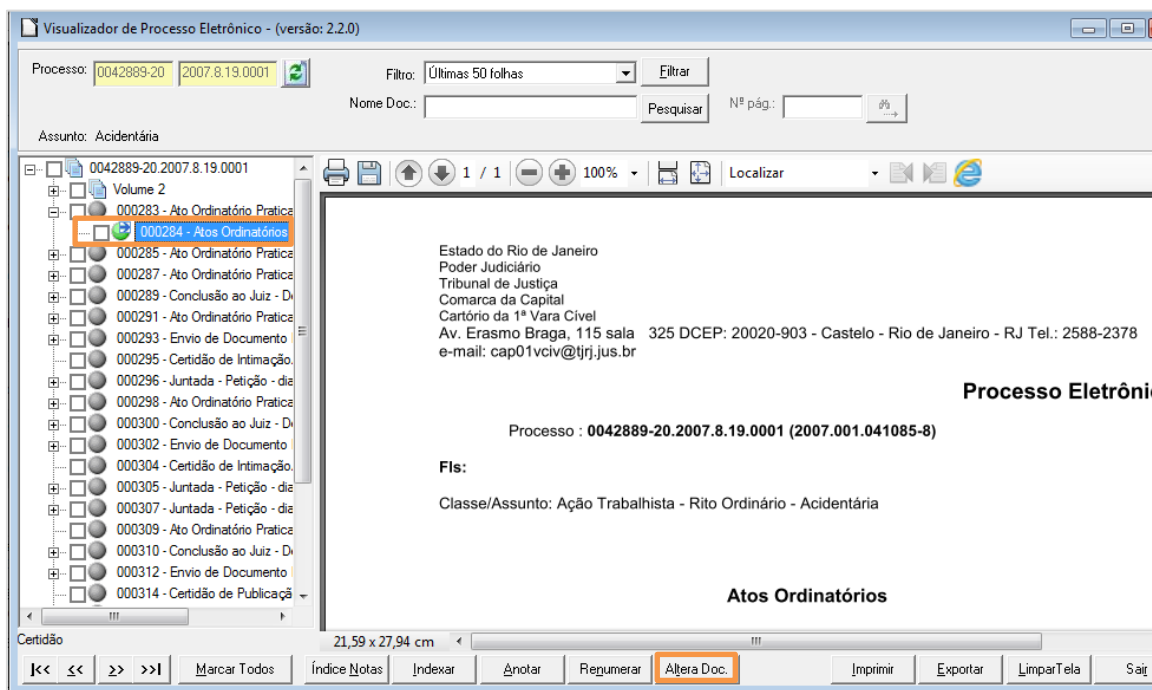 Visualizador de Processo Eletrônico - (versão: 2.2.0)
Processo: 0042889-20 2007.8.19.0001 Filtro: Últimas 50 folhas Filtrar
Nome Doc.: Pesquisar Nª pág.:
Assunto: Acidentária
0042889-20.2007.8.19.0001
1 / 1 100% Localizar
Volume 2
000283 - Ato Ordinatório Pratica
000284 - Atos Ordinatórios
000285 - Ato Ordinatório Pratica
000287 - Ato Ordinatório Pratica
000289 - Conclusão ao Juiz - D
000291 - Ato Ordinatório Pratica
000293 - Envio de Documento
000295 - Certidão de Intimação.
000296 - Juntada - Petição - dia
000298 - Ato Ordinatório Pratica
000300 - Conclusão ao Juiz - D
000302 - Envio de Documento
000304 - Certidão de Intimação.
000305 - Juntada - Petição - dia
000307 - Juntada - Petição - dia
000309 - Ato Ordinatório Pratica
000310 - Conclusão ao Juiz - D
000312 - Envio de Documento
000314 - Certidão de Publicaçã
Estado do Rio de Janeiro
Poder Judiciário
Tribunal de Justiça
Comarca da Capital
Cartório da 1ª Vara Cível
Av. Erasmo Braga, 115 sala 325 DCEP: 20020-903 - Castelo - Rio de Janeiro - RJ Tel.: 2588-2378
e-mail: cap01vciv@tjrj.jus.br
Processo Eletrôni
Processo : 0042889-20.2007.8.19.0001 (2007.001.041085-8)
Fls:
Classe/Assunto: Ação Trabalhista - Rito Ordinário - Acidentária
Atos Ordinatórios
Certidão
21,59 x 27,94 cm
|<< << >> >>| Marcar Todos Índice Notas Indexar Anotar Renumerar Altera Doc. Imprimir Exportar LimparTela Sair